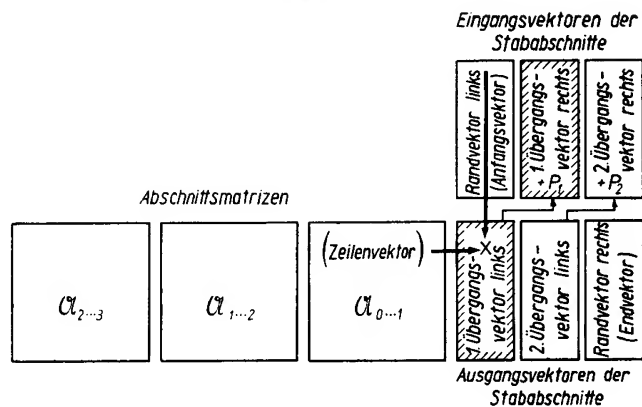 Eingangsvektoren der
Stababschnitte
Randvektor links
(Anfangsvektor)
1. Übergangs-
vektor rechts
+ P₁
2. Übergangs-
vektor rechts
+ P₂
Abschnittsmatrizen
(Zeilenvektor)
X
𝔄₂...₃
𝔄₁...₂
𝔄₀...₁
1. Übergangs-
vektor links
2. Übergangs-
vektor links
Randvektor rechts
(Endvektor)
Ausgangsvektoren der
Stababschnitte